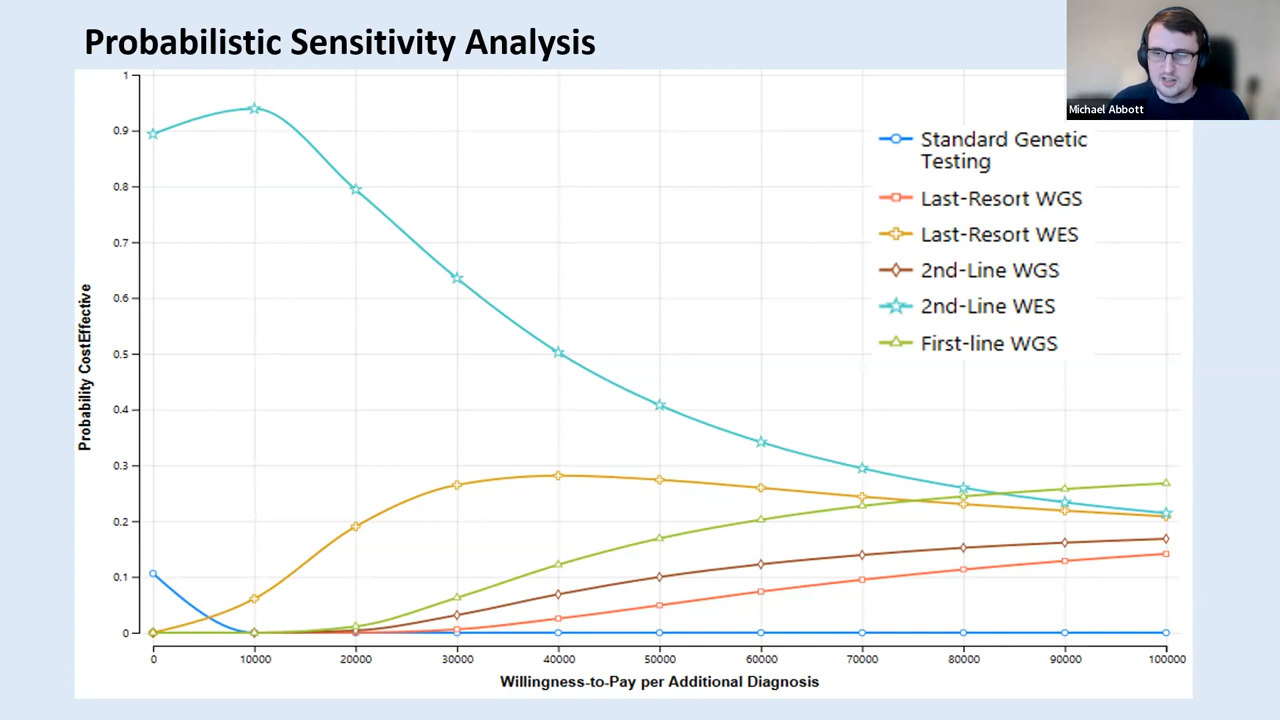 Probabilistic Sensitivity Analysis
Michael Abbott
Standard Genetic
Testing
Last-Resort WGS
Last-Resort WES
2nd-Line WGS
2nd-Line WES
First-line WGS
Probability CostEffective
1
0.9
0.8
0.7
0.6
0.5
0.4
0.3
0.2
0.1
0
0 10000 20000 30000 40000 50000 60000 70000 80000 90000 100000
Willingness-to-Pay per Additional Diagnosis